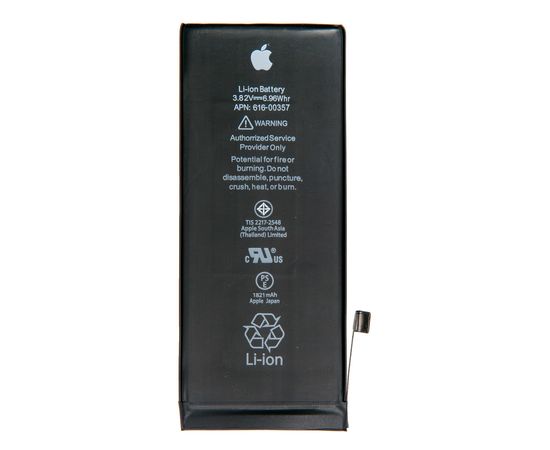 Li-ion Battery
3.82V⎓6.96Whr
APN: 616-00357
WARNING
Authorrized Service
Provider Only
Potential for fire or
burning. Do not
disassemble, puncture,
crush, heat, or burn.
TIS 2217-2548
Apple South Asia
(Thailand) Limited
c RU US
PS
E
1821mAh
Apple Japan
Li-ion